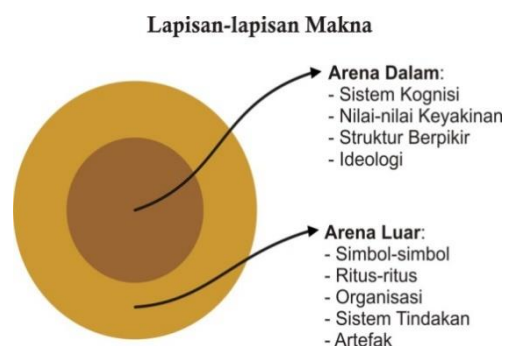 Lapisan-lapisan Makna
Arena Dalam:
- Sistem Kognisi
- Nilai-nilai Keyakinan
- Struktur Berpikir
- Ideologi
Arena Luar:
- Simbol-simbol
- Ritus-ritus
- Organisasi
- Sistem Tindakan
- Artefak